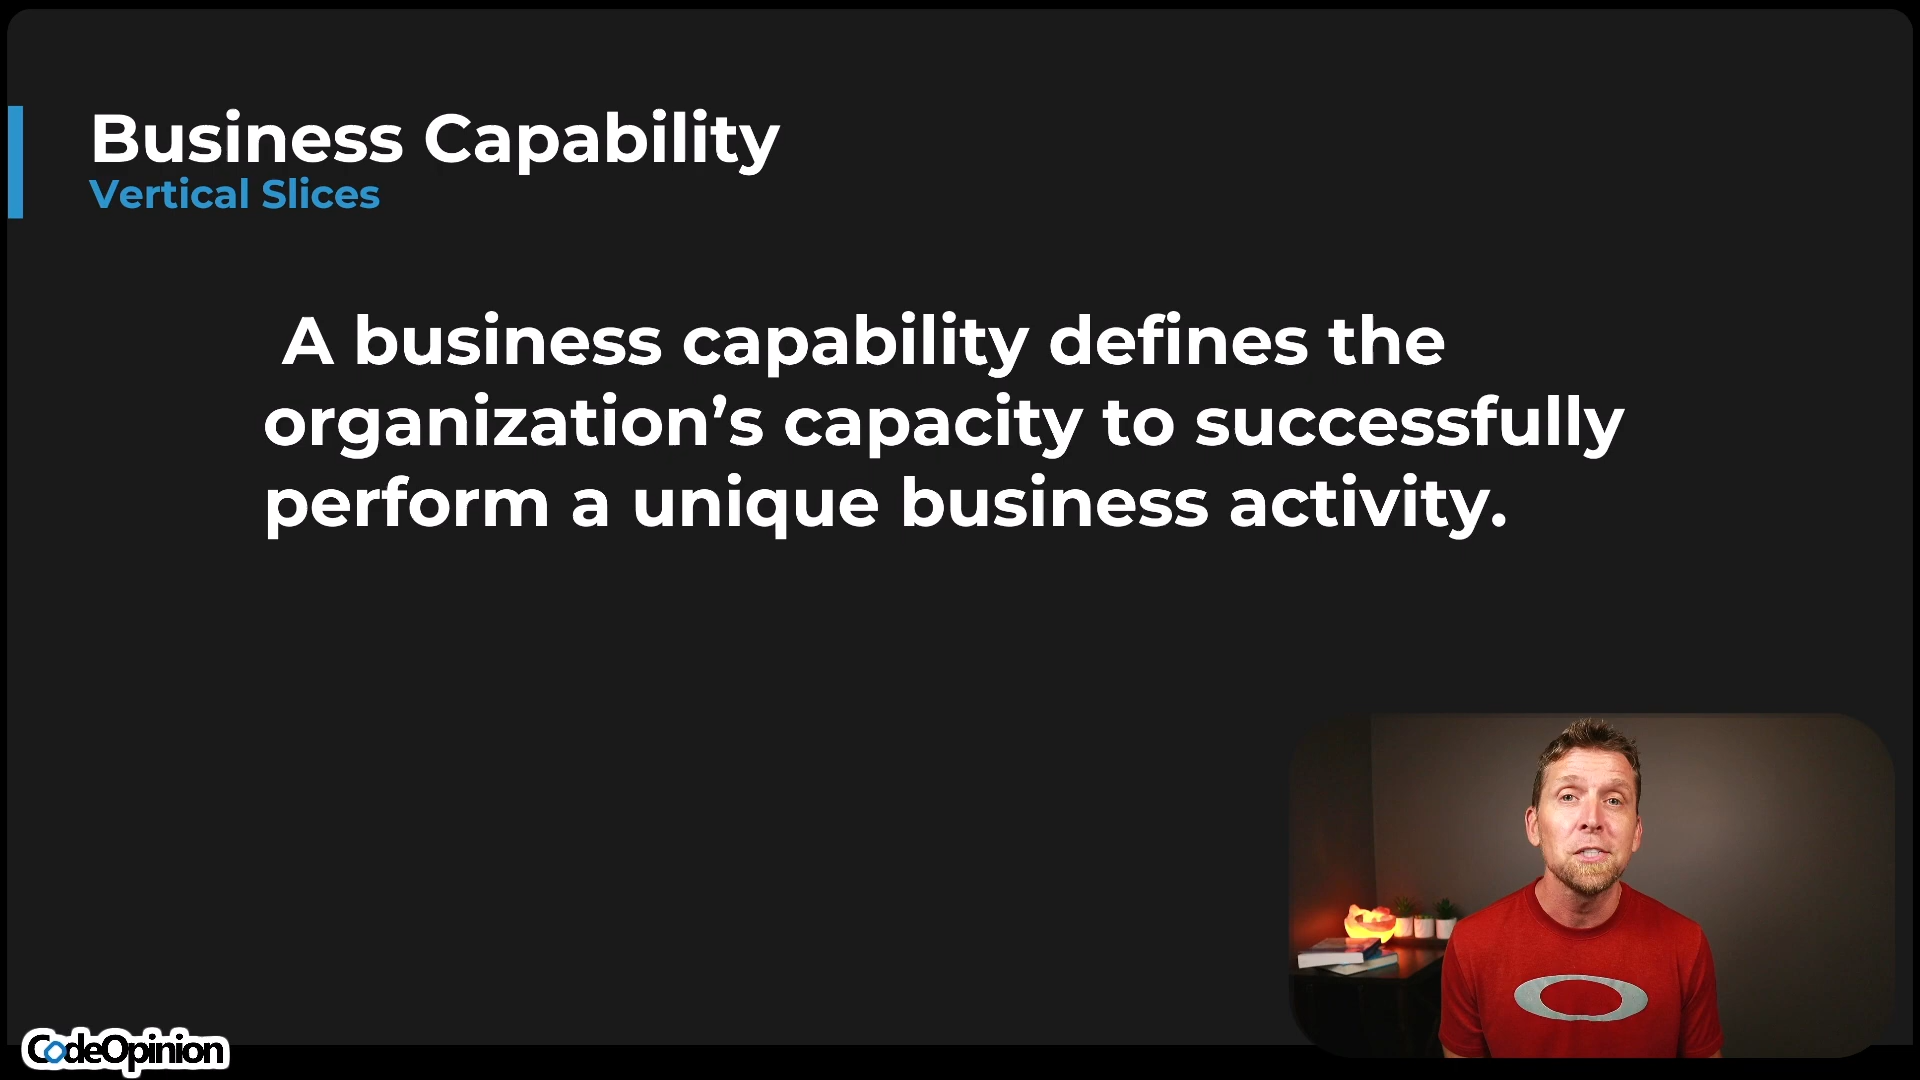 Business Capability
Vertical Slices
A business capability defines the
organization’s capacity to successfully
perform a unique business activity.
CodeOpinion